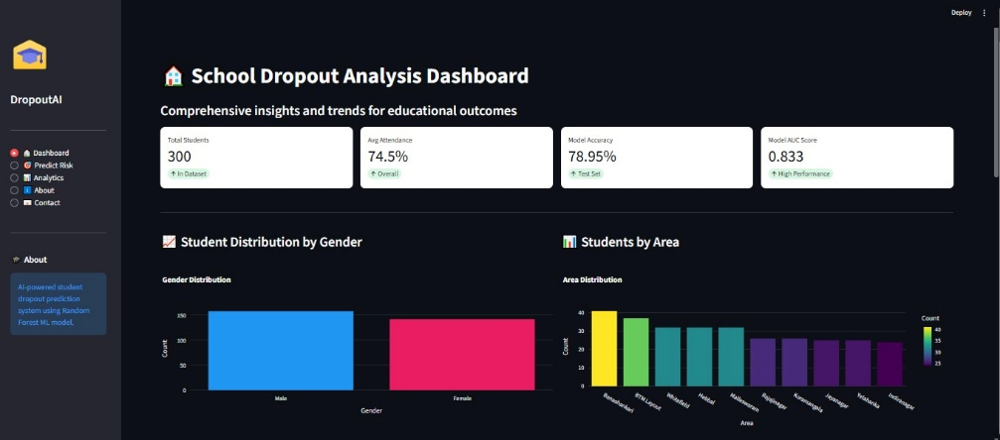 Deploy
DropoutAI
Dashboard
Predict Risk
Analytics
About
Contact
About
AI-powered student
dropout prediction
system using Random
Forest ML model.
School Dropout Analysis Dashboard
Comprehensive insights and trends for educational outcomes
Total Students
300
↑ In Dataset
Avg Attendance
74.5%
↑ Overall
Model Accuracy
78.95%
↑ Test Set
Model AUC Score
0.833
↑ High Performance
Student Distribution by Gender
Gender Distribution
150
100
50
0
Count
Male
Female
Gender
Students by Area
Area Distribution
40
30
20
10
0
Count
Banashankari
BTM Layout
Whitefield
Hebbal
Malleswaram
Rajajinagar
Koramangala
Jayanagar
Yelahanka
Indiranagar
Area
Count
40
35
30
25